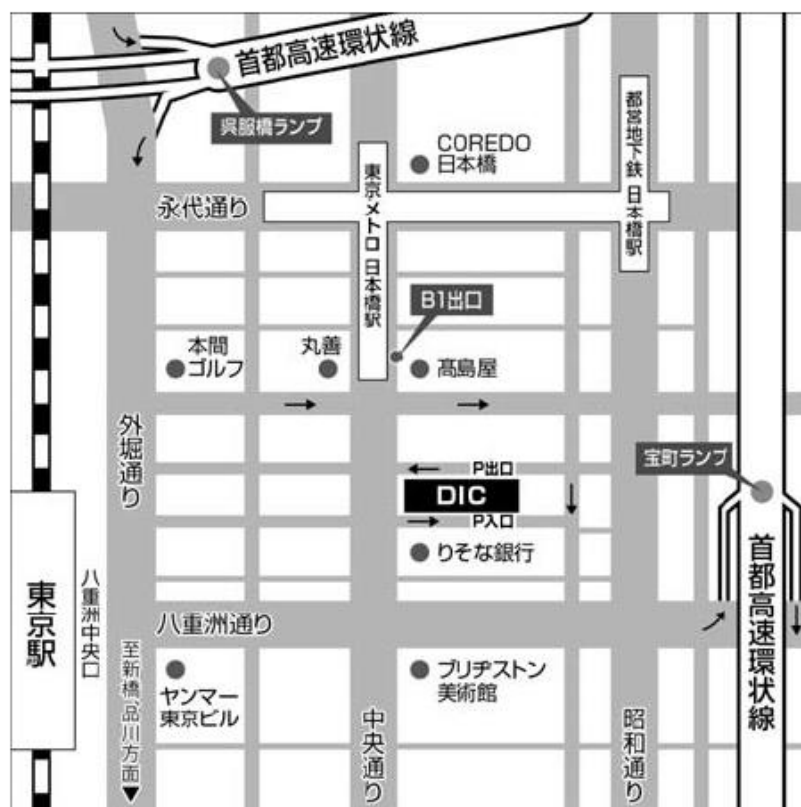 首都高速環状線
呉服橋ランプ
COREDO
日本橋
都営地下鉄 日本橋駅
永代通り
東京メトロ 日本橋駅
B1出口
本間
ゴルフ
丸善
髙島屋
外堀通り
P出口
DIC
P入口
宝町ランプ
りそな銀行
東京駅
八重洲中央口
八重洲通り
首都高速環状線
至新橋、品川方面
ヤンマー
東京ビル
ブリヂストン
美術館
中央通り
昭和通り